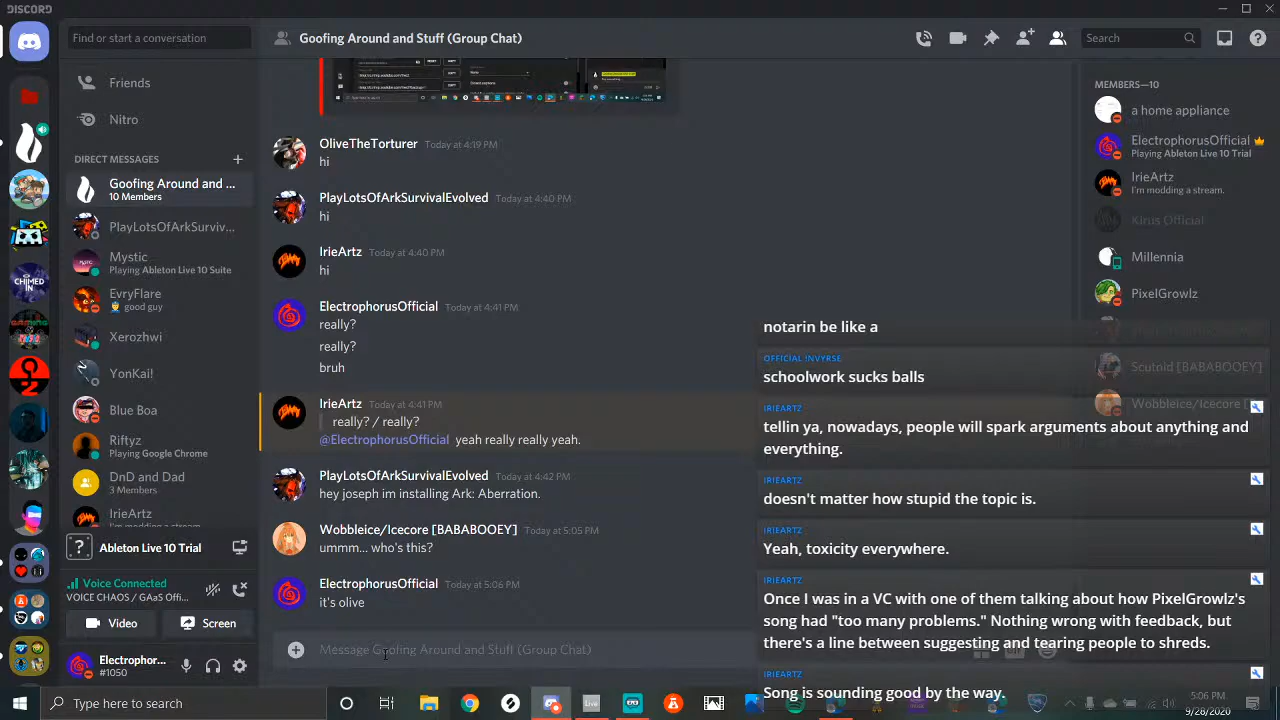 DISCORD
Find or start a conversation
Goofing Around and Stuff (Group Chat)
Search
Friends
Nitro
DIRECT MESSAGES
Goofing Around and ...
10 Members
PlayLotsOfArkSurviv...
Mystic
Playing Ableton Live 10 Suite
EvryFlare
good guy
Xerozhwi
YonKai!
Blue Boa
Riftyz
Playing Google Chrome
DnD and Dad
3 Members
IrieArtz
I'm modding a stream.
Ableton Live 10 Trial
Voice Connected
VOICE CHAOS / GAaS Offi...
Video
Screen
Electrophor...
#1050
OliveTheTorturer Today at 4:19 PM
hi
PlayLotsOfArkSurvivalEvolved Today at 4:40 PM
hi
IrieArtz Today at 4:40 PM
hi
ElectrophorusOfficial Today at 4:41 PM
really?
really?
bruh
IrieArtz Today at 4:41 PM
really? / really?
@ElectrophorusOfficial yeah really really yeah.
PlayLotsOfArkSurvivalEvolved Today at 4:42 PM
hey joseph im installing Ark: Aberration.
Wobbleice/Icecore [BABABOOEY] Today at 5:05 PM
ummm... who's this?
ElectrophorusOfficial Today at 5:06 PM
it's olive
Message Goofing Around and Stuff (Group Chat)
MEMBERS—10
a home appliance
ElectrophorusOfficial
Playing Ableton Live 10 Trial
IrieArtz
I'm modding a stream.
Kirus Official
Millennia
PixelGrowlz
Scutoid [BABABOOEY]
Wobbleice/Icecore [
notarin be like a
OFFICIAL !NVYRSE
schoolwork sucks balls
IRIEARTZ
tellin ya, nowadays, people will spark arguments about anything and
everything.
IRIEARTZ
doesn't matter how stupid the topic is.
IRIEARTZ
Yeah, toxicity everywhere.
IRIEARTZ
Once I was in a VC with one of them talking about how PixelGrowlz's
song had "too many problems." Nothing wrong with feedback, but
there's a line between suggesting and tearing people to shreds.
IRIEARTZ
Song is sounding good by the way.
Type here to search
Live
5:06 PM
9/28/2020